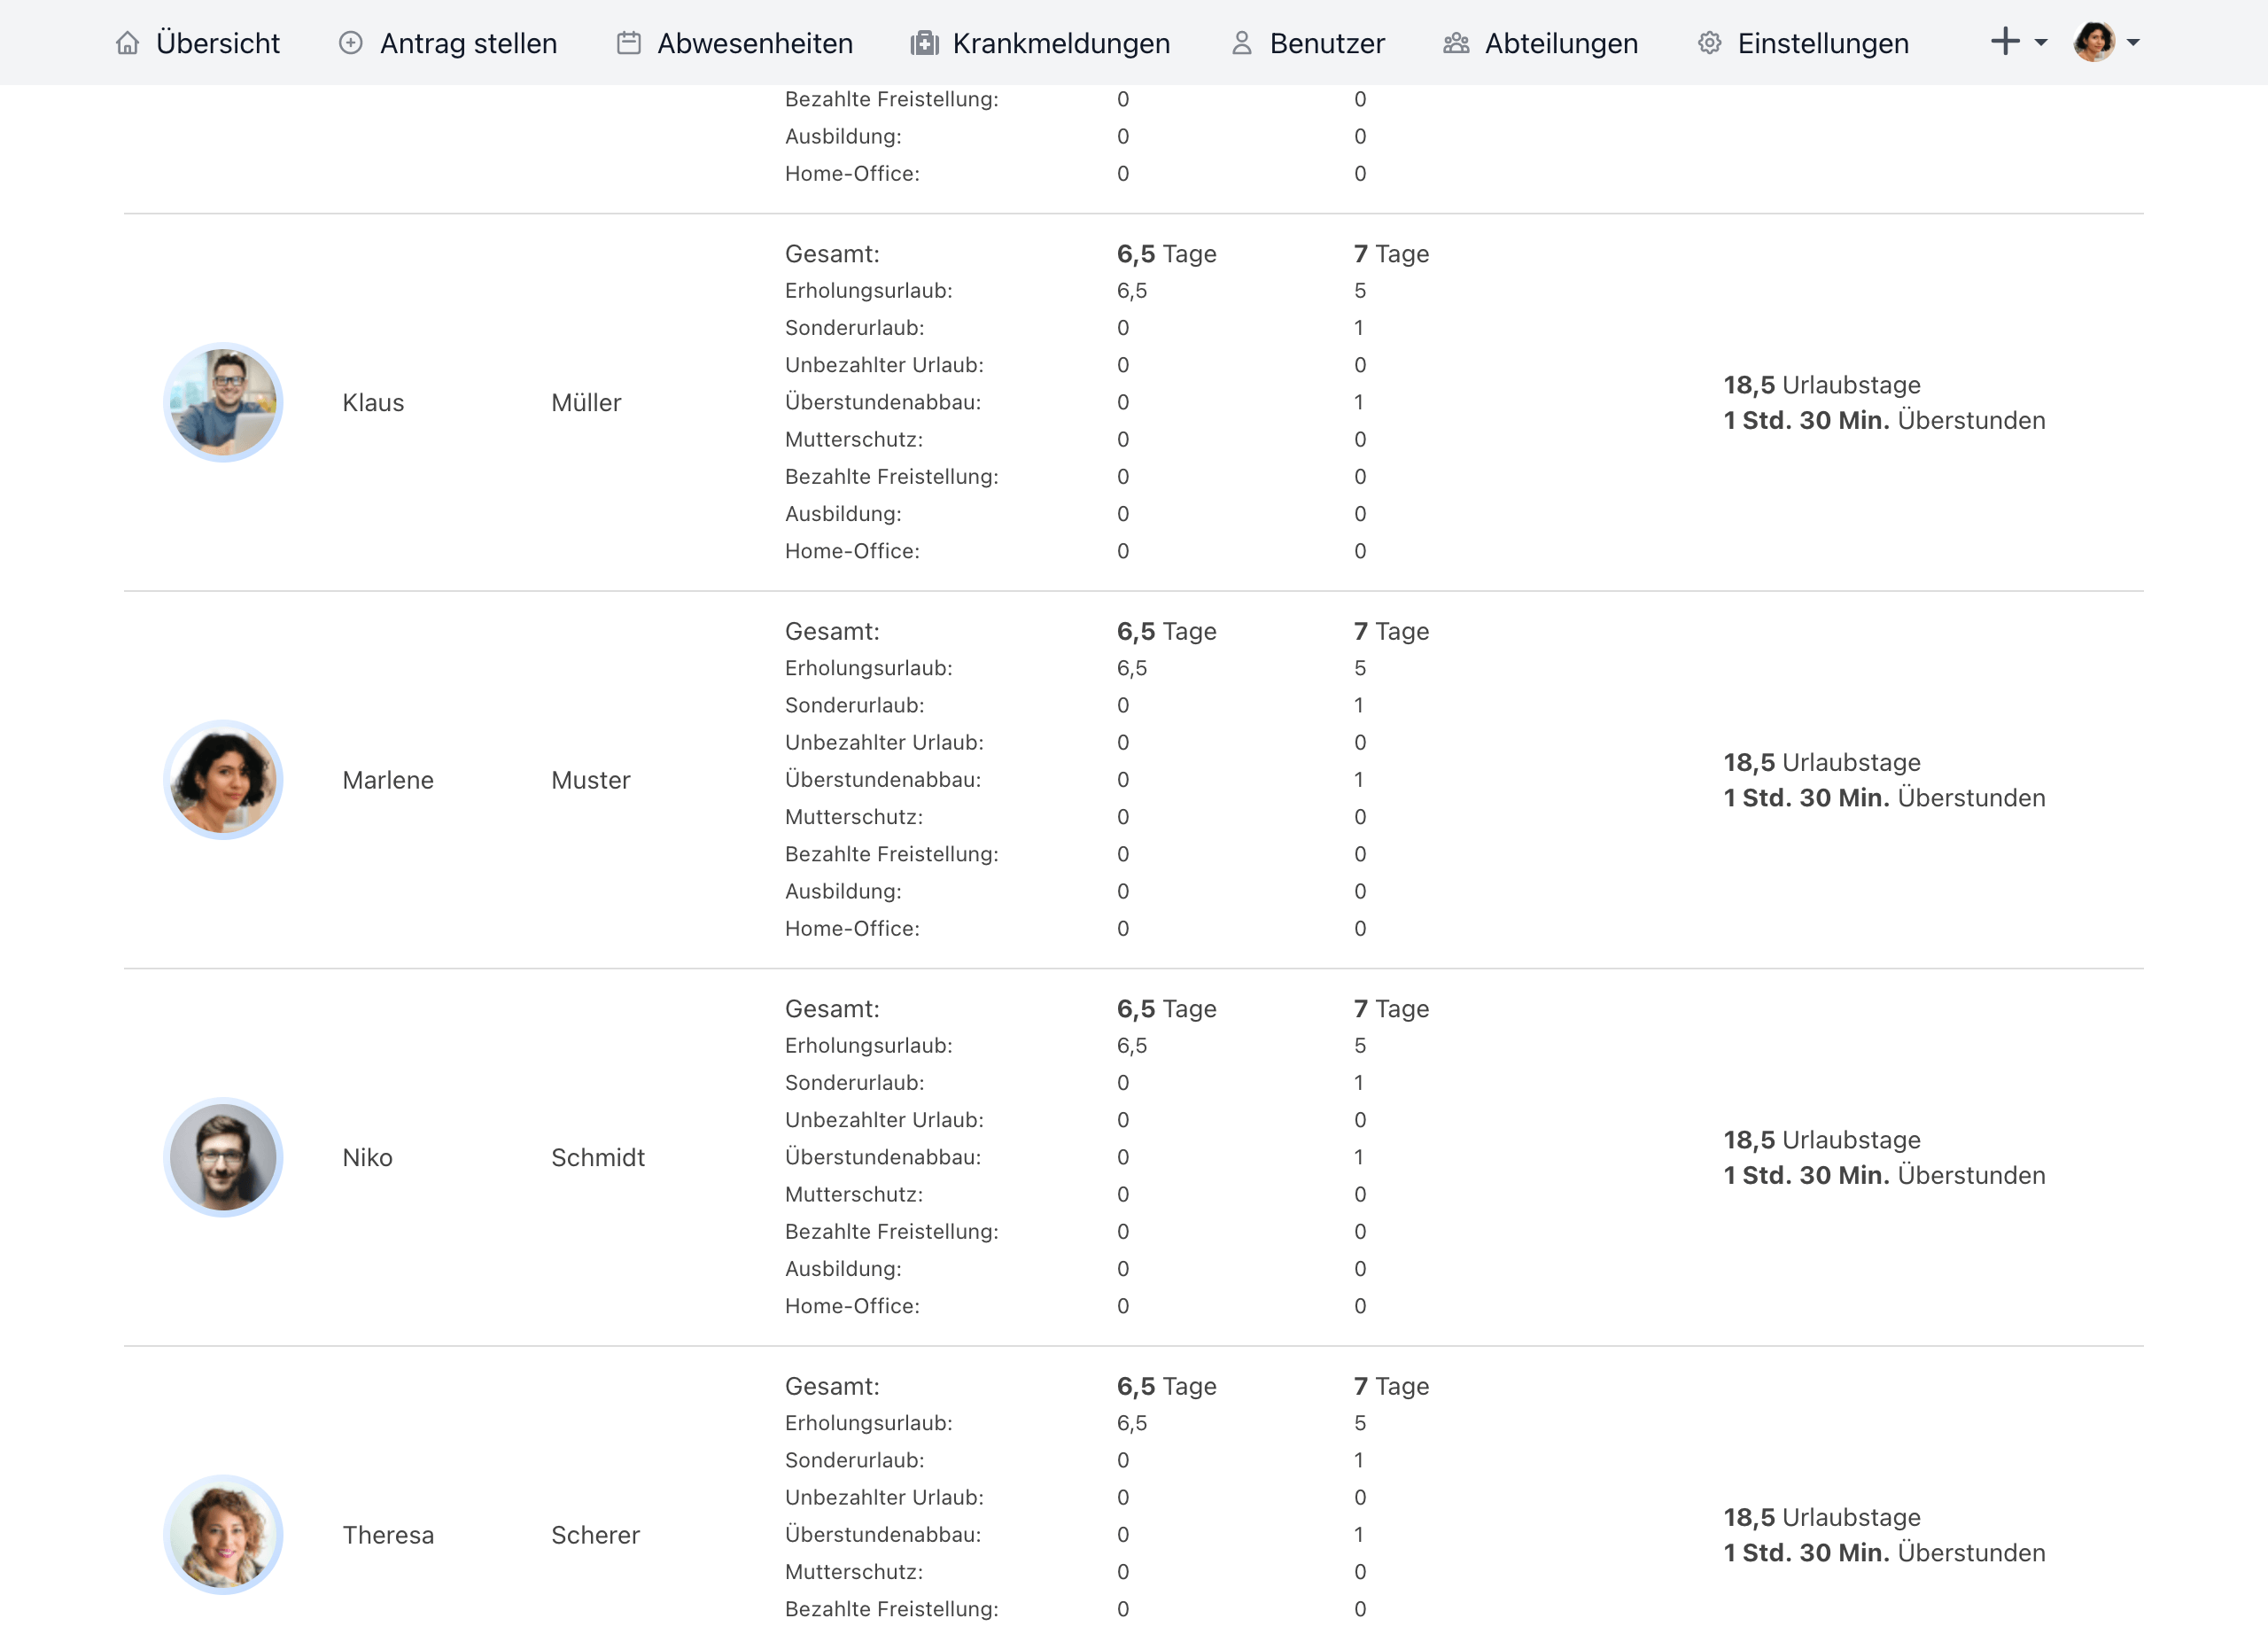 Übersicht Antrag stellen Abwesenheiten Krankmeldungen Benutzer Abteilungen Einstellungen
Bezahlte Freistellung: 0 0
Ausbildung: 0 0
Home-Office: 0 0
Gesamt: 6,5 Tage 7 Tage
Erholungsurlaub: 6,5 5
Sonderurlaub: 0 1
Unbezahlter Urlaub: 0 0
Überstundenabbau: 0 1
Mutterschutz: 0 0
Bezahlte Freistellung: 0 0
Ausbildung: 0 0
Home-Office: 0 0
Klaus Müller
18,5 Urlaubstage
1 Std. 30 Min. Überstunden
Gesamt: 6,5 Tage 7 Tage
Erholungsurlaub: 6,5 5
Sonderurlaub: 0 1
Unbezahlter Urlaub: 0 0
Überstundenabbau: 0 1
Mutterschutz: 0 0
Bezahlte Freistellung: 0 0
Ausbildung: 0 0
Home-Office: 0 0
Marlene Muster
18,5 Urlaubstage
1 Std. 30 Min. Überstunden
Gesamt: 6,5 Tage 7 Tage
Erholungsurlaub: 6,5 5
Sonderurlaub: 0 1
Unbezahlter Urlaub: 0 0
Überstundenabbau: 0 1
Mutterschutz: 0 0
Bezahlte Freistellung: 0 0
Ausbildung: 0 0
Home-Office: 0 0
Niko Schmidt
18,5 Urlaubstage
1 Std. 30 Min. Überstunden
Gesamt: 6,5 Tage 7 Tage
Erholungsurlaub: 6,5 5
Sonderurlaub: 0 1
Unbezahlter Urlaub: 0 0
Überstundenabbau: 0 1
Mutterschutz: 0 0
Bezahlte Freistellung: 0 0
Theresa Scherer
18,5 Urlaubstage
1 Std. 30 Min. Überstunden